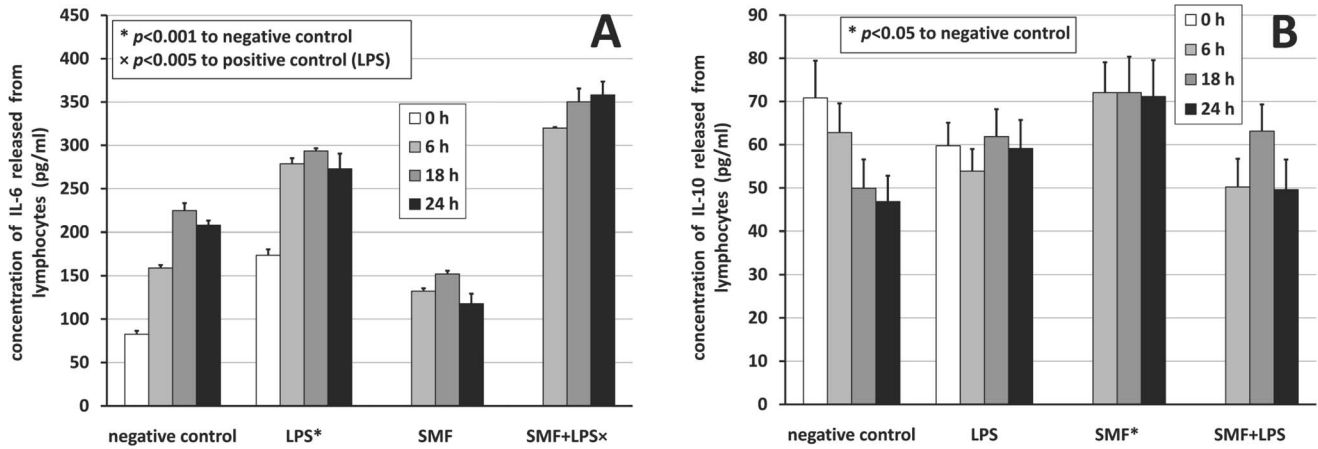 A
* p<0.001 to negative control
× p<0.005 to positive control (LPS)
concentration of IL-6 released from
lymphocytes (pg/ml)
450
400
350
300
250
200
150
100
50
0
0 h
6 h
18 h
24 h
negative control LPS* SMF SMF+LPS×
B
* p<0.05 to negative control
0 h
6 h
18 h
24 h
concentration of IL-10 released from
lymphocytes (pg/ml)
90
80
70
60
50
40
30
20
10
0
negative control LPS SMF* SMF+LPS